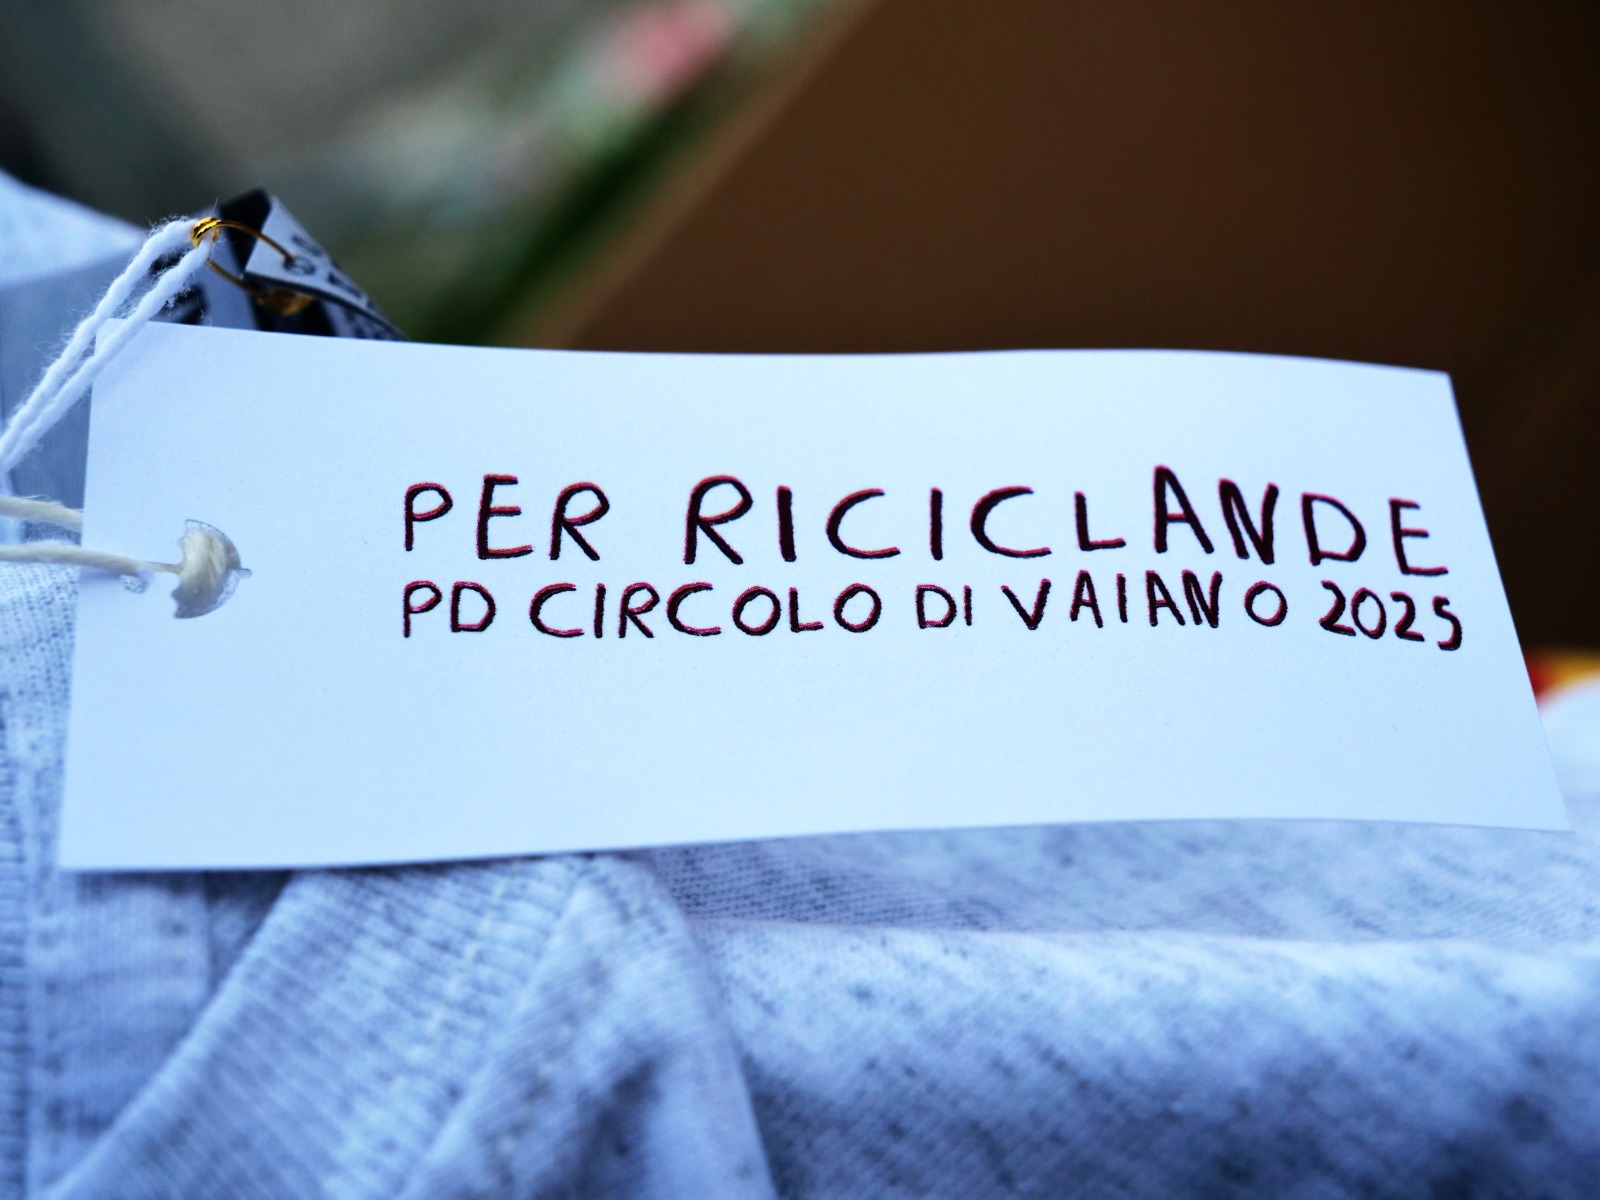 PER RICICLANDE
PD CIRCOLO DI VAIANO 2025